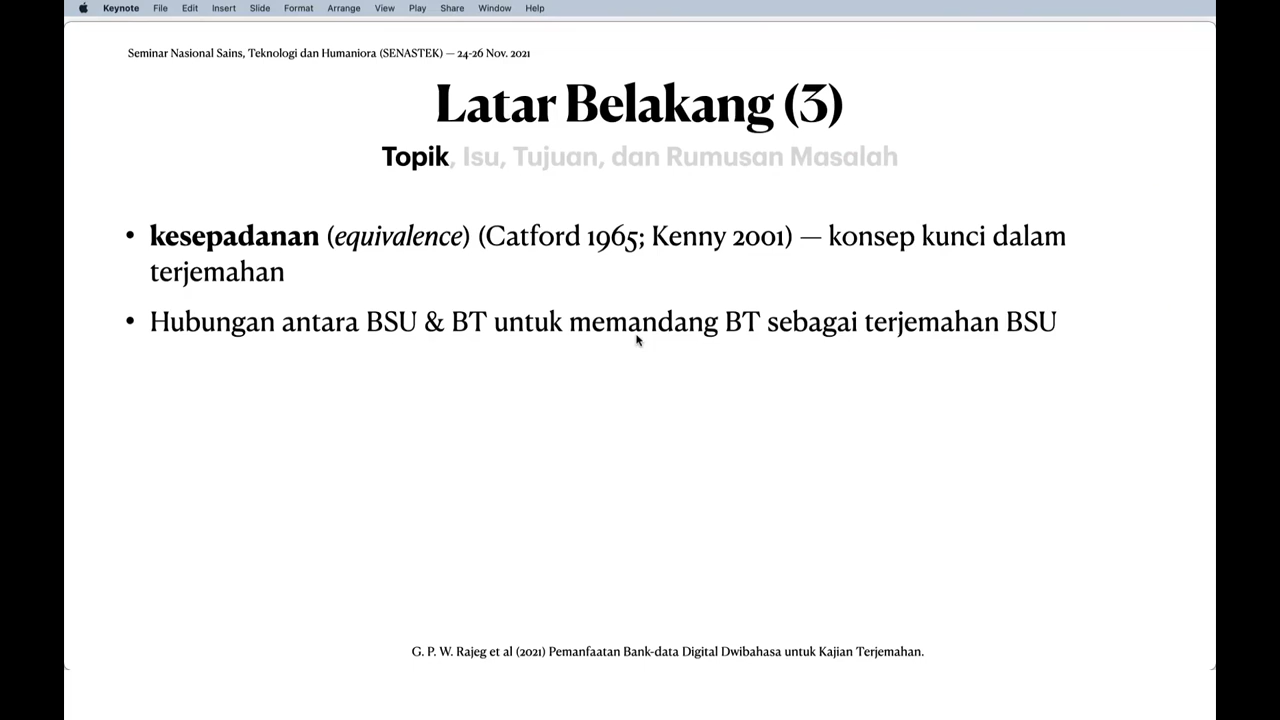 Keynote File Edit Insert Slide Format Arrange View Play Share Window Help
Seminar Nasional Sains, Teknologi dan Humaniora (SENASTEK) — 24-26 Nov. 2021
Latar Belakang (3)
Topik, Isu, Tujuan, dan Rumusan Masalah
• kesepadanan (equivalence) (Catford 1965; Kenny 2001) — konsep kunci dalam
terjemahan
• Hubungan antara BSU & BT untuk memandang BT sebagai terjemahan BSU
G. P. W. Rajeg et al (2021) Pemanfaatan Bank-data Digital Dwibahasa untuk Kajian Terjemahan.